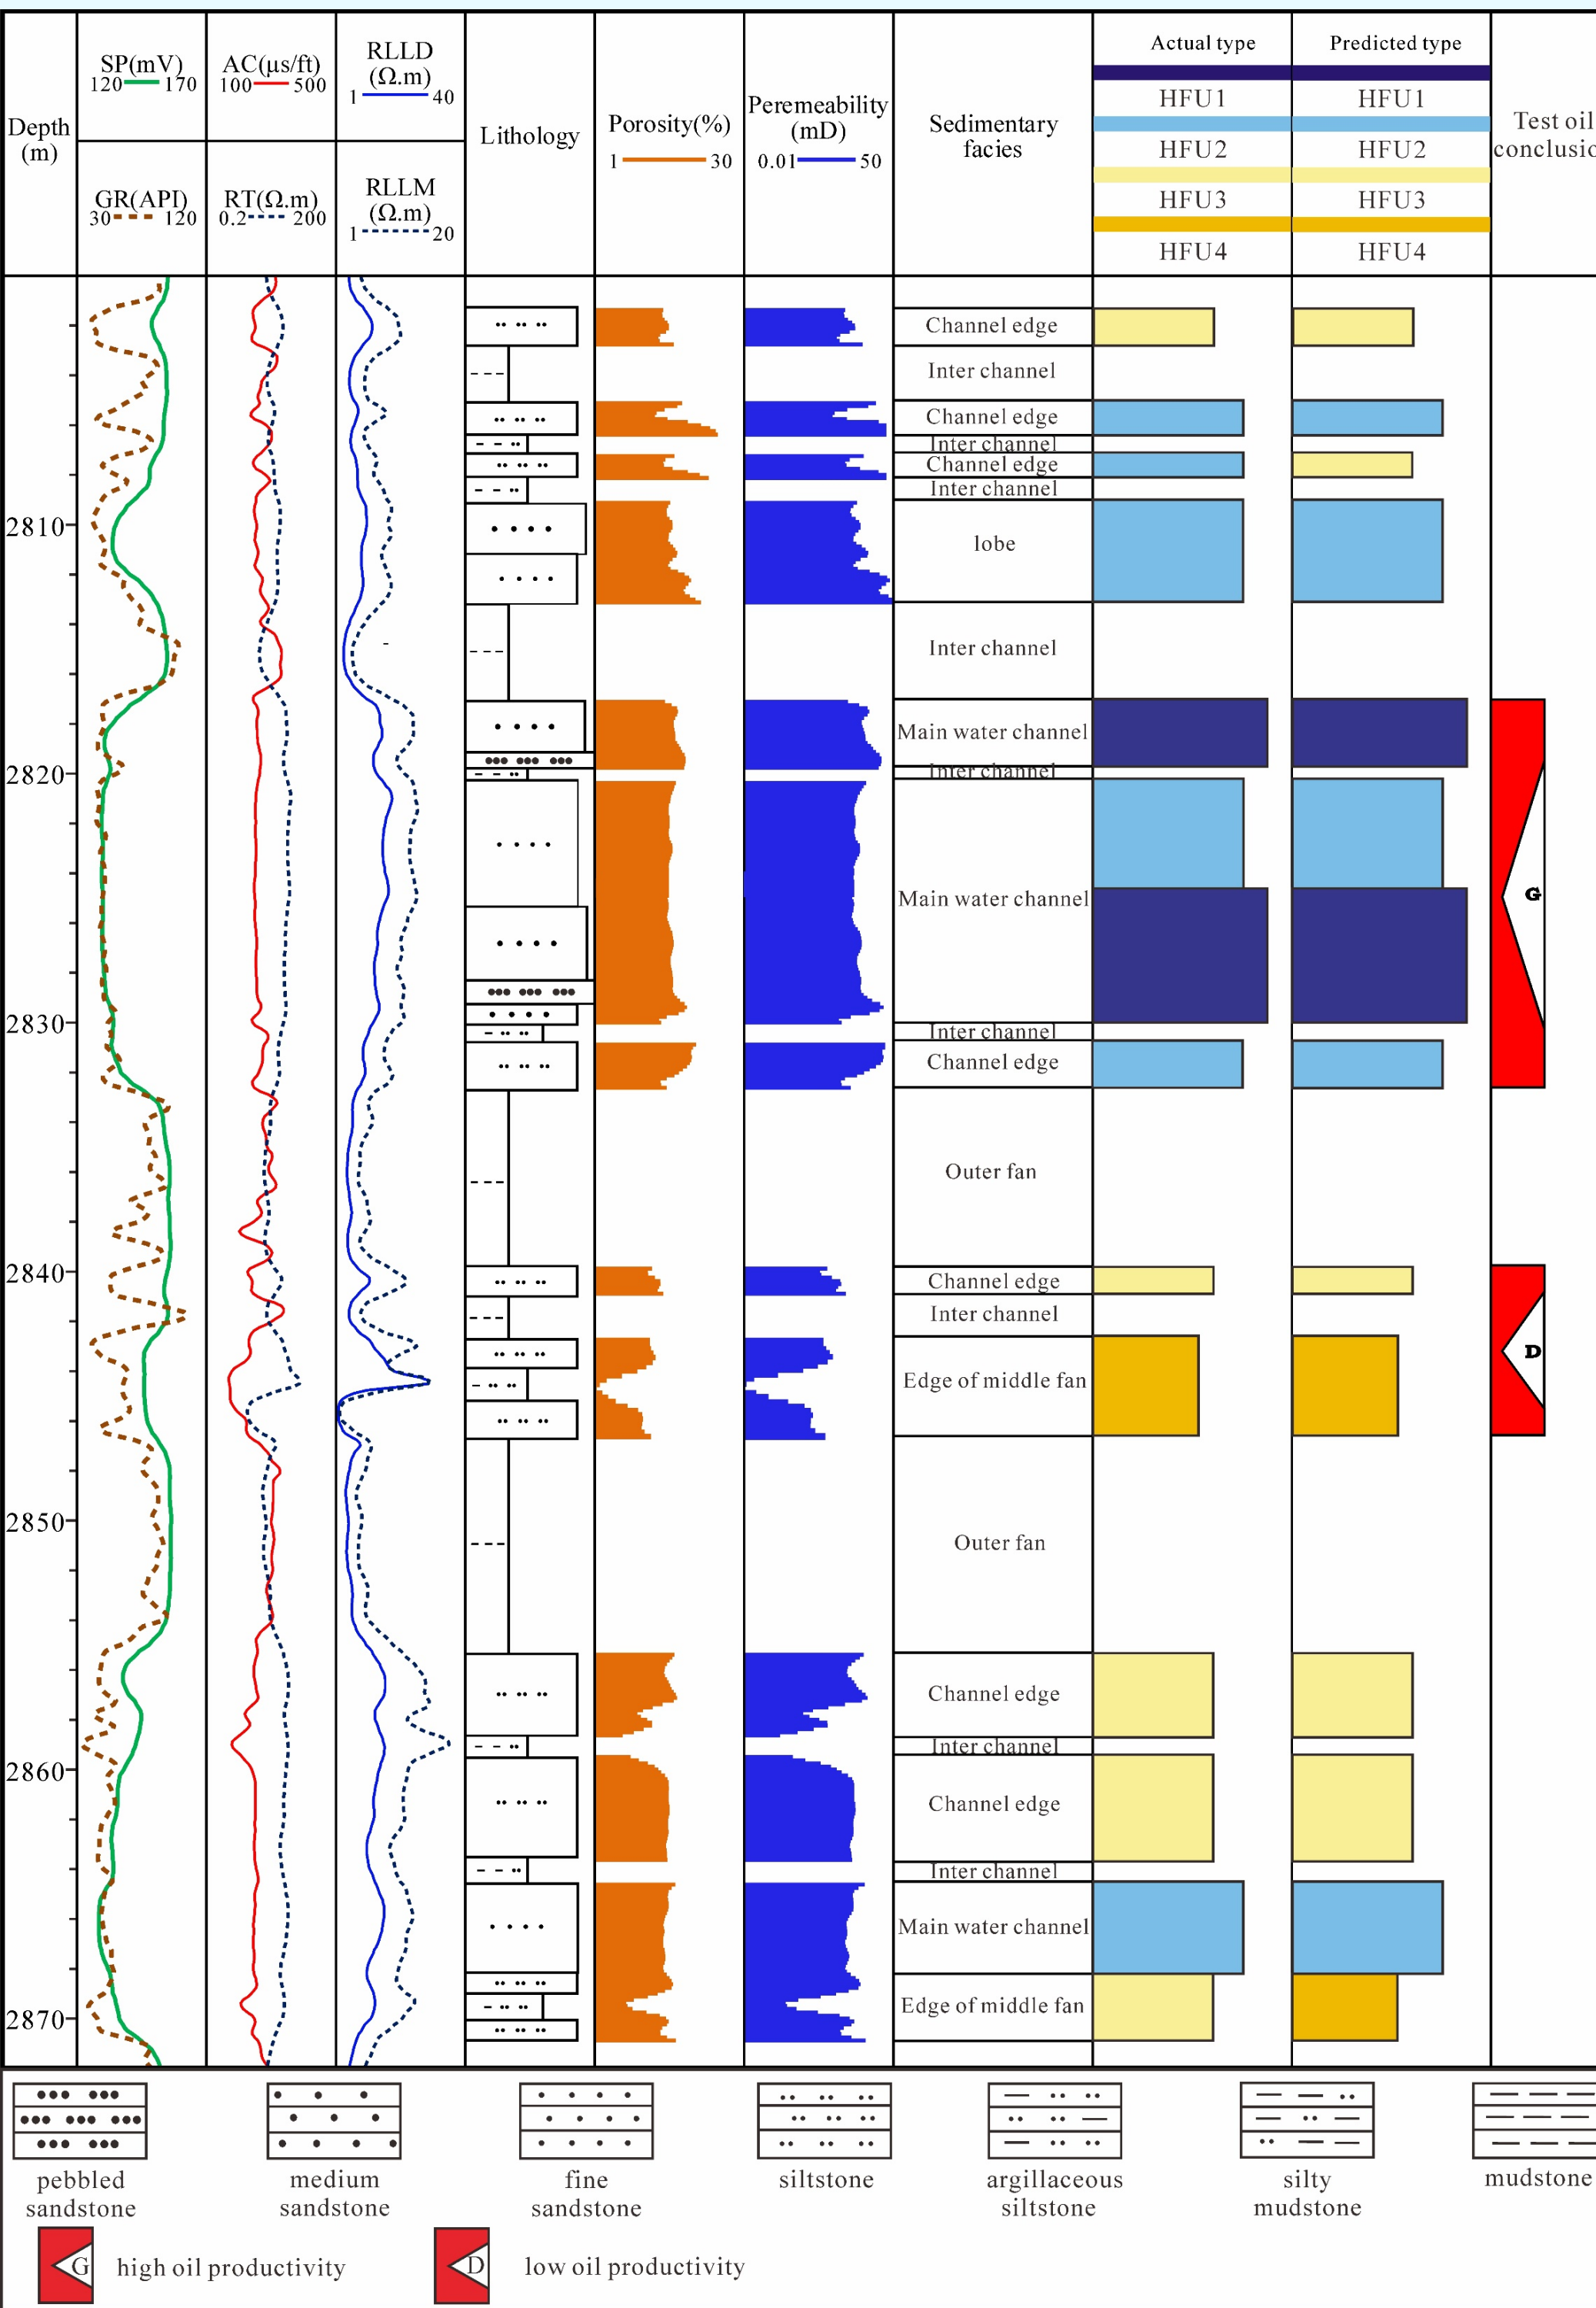 Depth
(m)
SP(mV)
120 170
GR(API)
30 120
AC(μs/ft)
100 500
RT(Ω.m)
0.2 200
RLLD
(Ω.m)
1 40
RLLM
(Ω.m)
1 20
Lithology
Porosity(%)
1 30
Peremeability
(mD)
0.01 50
Sedimentary
facies
Actual type
HFU1
HFU2
HFU3
HFU4
Predicted type
HFU1
HFU2
HFU3
HFU4
Test oil
conclusio
2810
2820
2830
2840
2850
2860
2870
Channel edge
Inter channel
Channel edge
Inter channel
Channel edge
Inter channel
lobe
Inter channel
Main water channel
Inter channel
Main water channel
Inter channel
Channel edge
Outer fan
Channel edge
Inter channel
Edge of middle fan
Outer fan
Channel edge
Inter channel
Channel edge
Inter channel
Main water channel
Edge of middle fan
G
D
pebbled
sandstone
medium
sandstone
fine
sandstone
siltstone
argillaceous
siltstone
silty
mudstone
mudstone
G high oil productivity
D low oil productivity